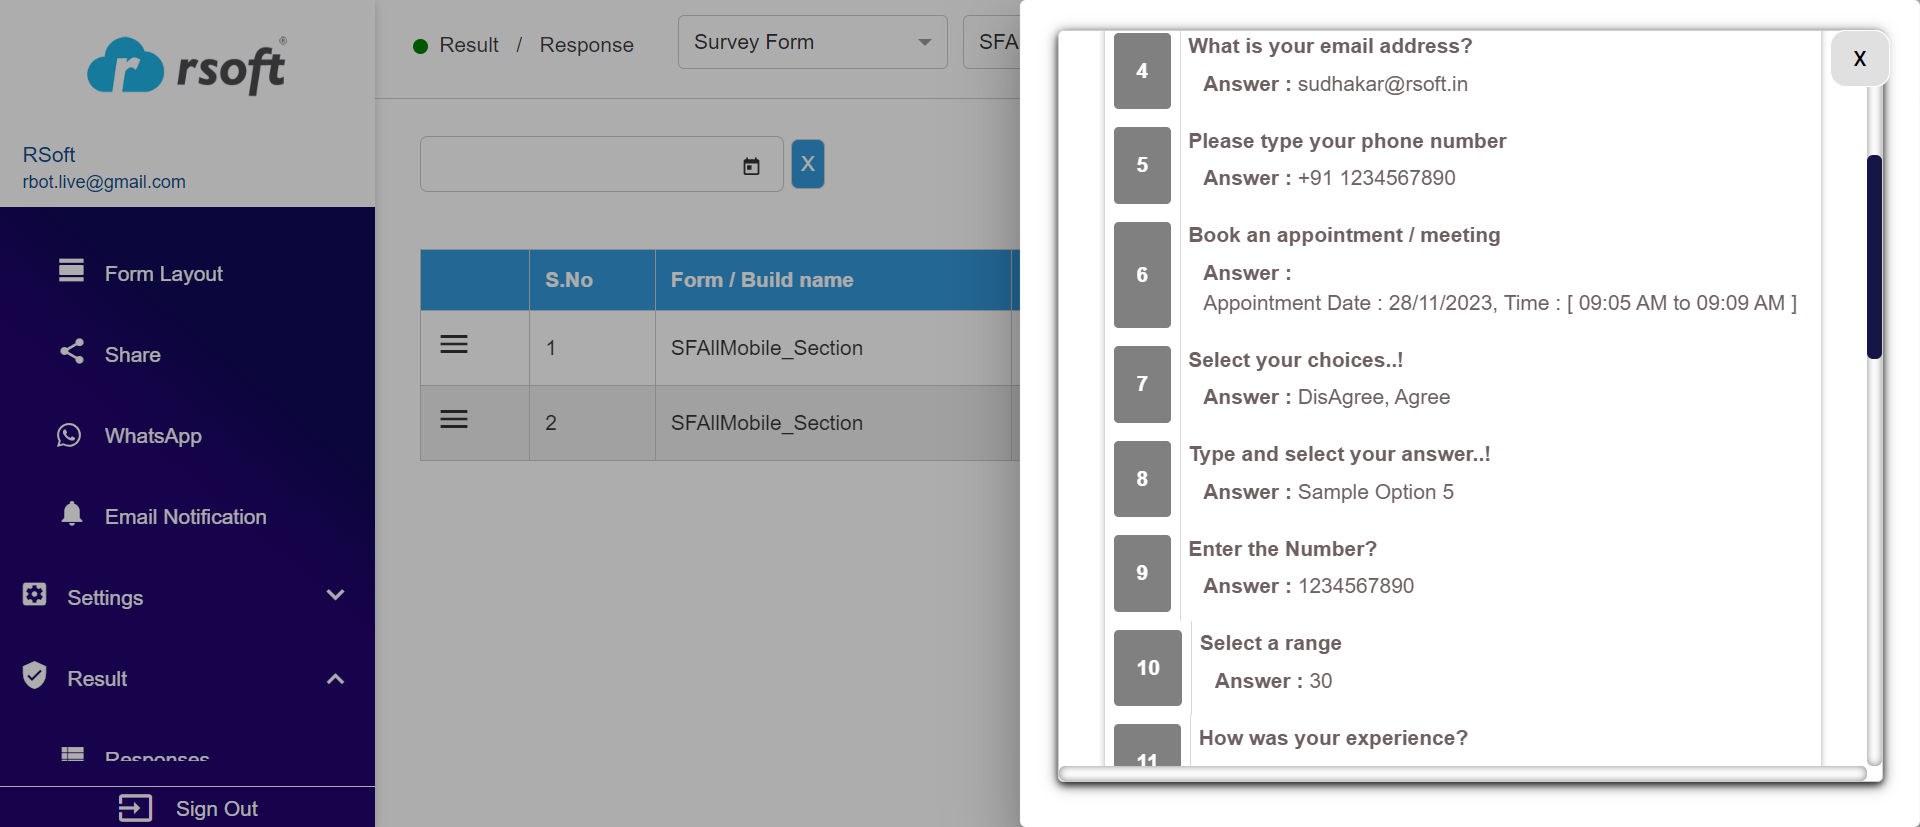 rsoft®
RSoft
rbot.live@gmail.com
Form Layout
Share
WhatsApp
Email Notification
Settings
Result
Responses
Sign Out
Result / Response
Survey Form
SFA
X
S.No Form / Build name
1 SFAllMobile_Section
2 SFAllMobile_Section
X
4 What is your email address?
Answer : sudhakar@rsoft.in
5 Please type your phone number
Answer : +91 1234567890
6 Book an appointment / meeting
Answer :
Appointment Date : 28/11/2023, Time : [ 09:05 AM to 09:09 AM ]
7 Select your choices..!
Answer : DisAgree, Agree
8 Type and select your answer..!
Answer : Sample Option 5
9 Enter the Number?
Answer : 1234567890
10 Select a range
Answer : 30
11 How was your experience?